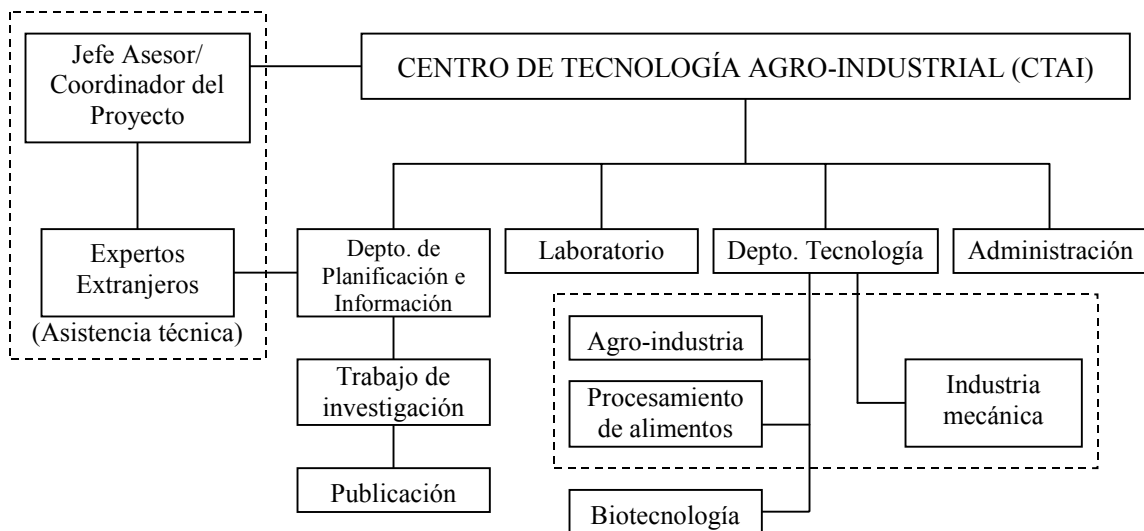 Jefe Asesor/
Coordinador del
Proyecto
CENTRO DE TECNOLOGÍA AGRO-INDUSTRIAL (CTAI)
Expertos
Extranjeros
(Asistencia técnica)
Depto. de
Planificación e
Información
Laboratorio
Depto. Tecnología
Administración
Trabajo de
investigación
Publicación
Agro-industria
Procesamiento
de alimentos
Biotecnología
Industria
mecánica